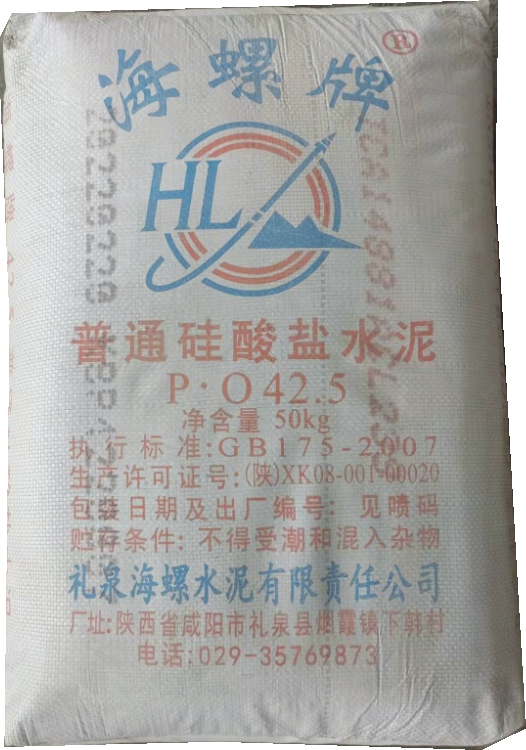 海螺牌®
HL
普通硅酸盐水泥
P·O42.5
净含量 50kg
执行标准:GB175-2007
生产许可证号:(陕)XK08-001-00020
包装日期及出厂编号: 见喷码
贮存条件: 不得受潮和混入杂物
礼泉海螺水泥有限责任公司
厂址:陕西省咸阳市礼泉县烟霞镇下韩村
电话:029-35769873